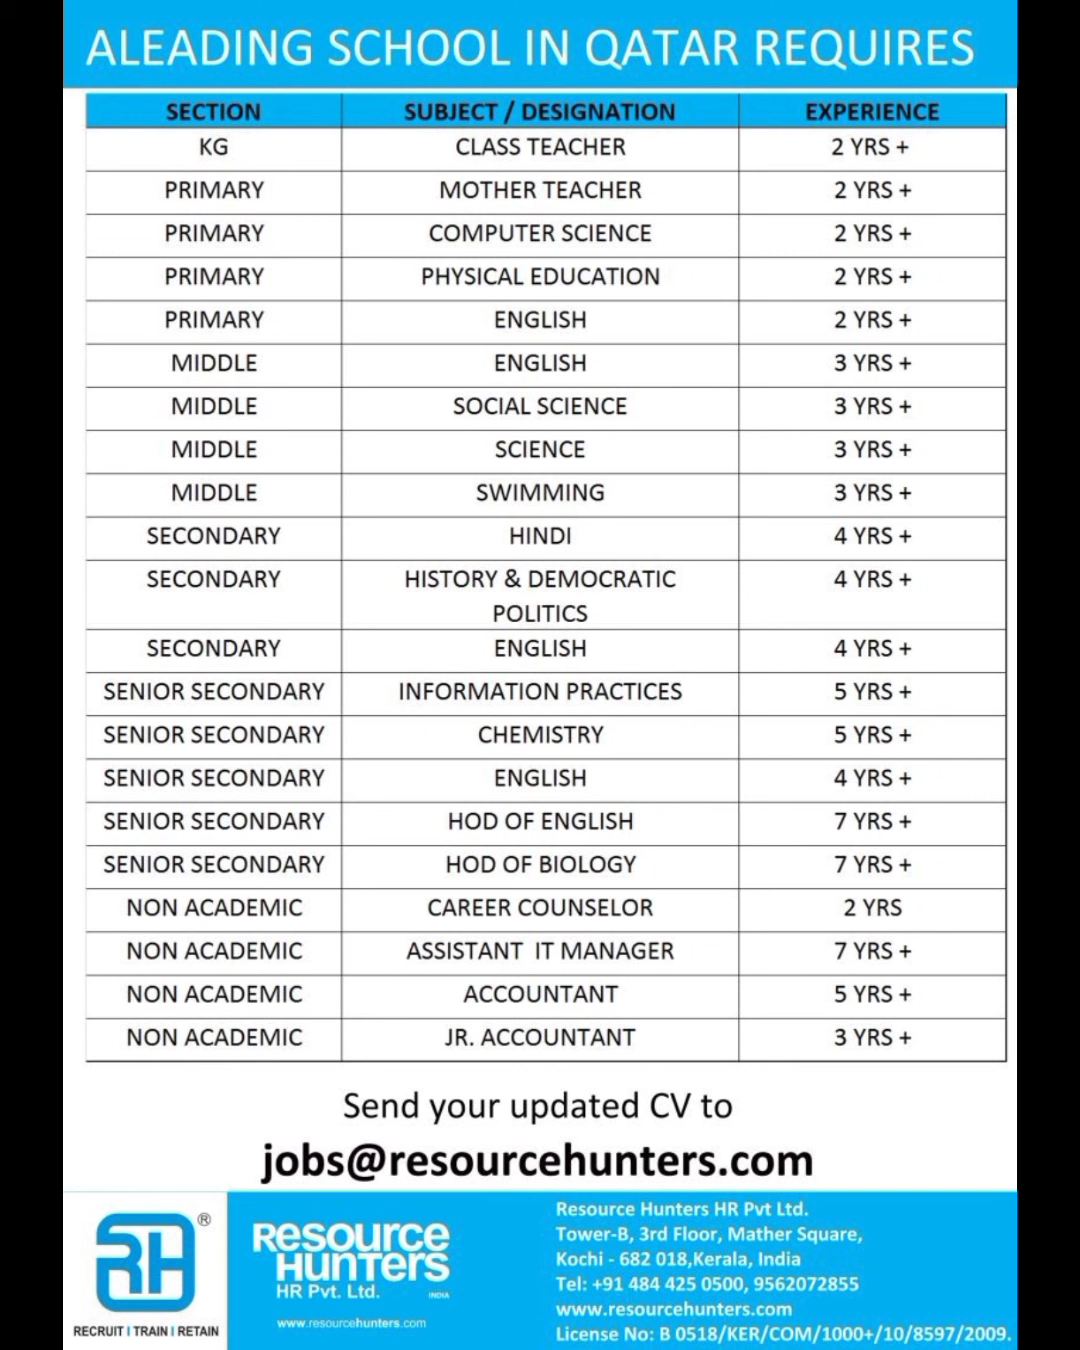 ALEADING SCHOOL IN QATAR REQUIRES
SECTION SUBJECT / DESIGNATION EXPERIENCE
KG CLASS TEACHER 2 YRS +
PRIMARY MOTHER TEACHER 2 YRS +
PRIMARY COMPUTER SCIENCE 2 YRS +
PRIMARY PHYSICAL EDUCATION 2 YRS +
PRIMARY ENGLISH 2 YRS +
MIDDLE ENGLISH 3 YRS +
MIDDLE SOCIAL SCIENCE 3 YRS +
MIDDLE SCIENCE 3 YRS +
MIDDLE SWIMMING 3 YRS +
SECONDARY HINDI 4 YRS +
SECONDARY HISTORY & DEMOCRATIC 4 YRS +
POLITICS
SECONDARY ENGLISH 4 YRS +
SENIOR SECONDARY INFORMATION PRACTICES 5 YRS +
SENIOR SECONDARY CHEMISTRY 5 YRS +
SENIOR SECONDARY ENGLISH 4 YRS +
SENIOR SECONDARY HOD OF ENGLISH 7 YRS +
SENIOR SECONDARY HOD OF BIOLOGY 7 YRS +
NON ACADEMIC CAREER COUNSELOR 2 YRS
NON ACADEMIC ASSISTANT IT MANAGER 7 YRS +
NON ACADEMIC ACCOUNTANT 5 YRS +
NON ACADEMIC JR. ACCOUNTANT 3 YRS +
Send your updated CV to
jobs@resourcehunters.com
RH ®
RECRUIT I TRAIN I RETAIN
Resource
Hunters
HR Pvt. Ltd. INDIA
www.resourcehunters.com
Resource Hunters HR Pvt Ltd.
Tower-B, 3rd Floor, Mather Square,
Kochi - 682 018,Kerala, India
Tel: +91 484 425 0500, 9562072855
www.resourcehunters.com
License No: B 0518/KER/COM/1000+/10/8597/2009.